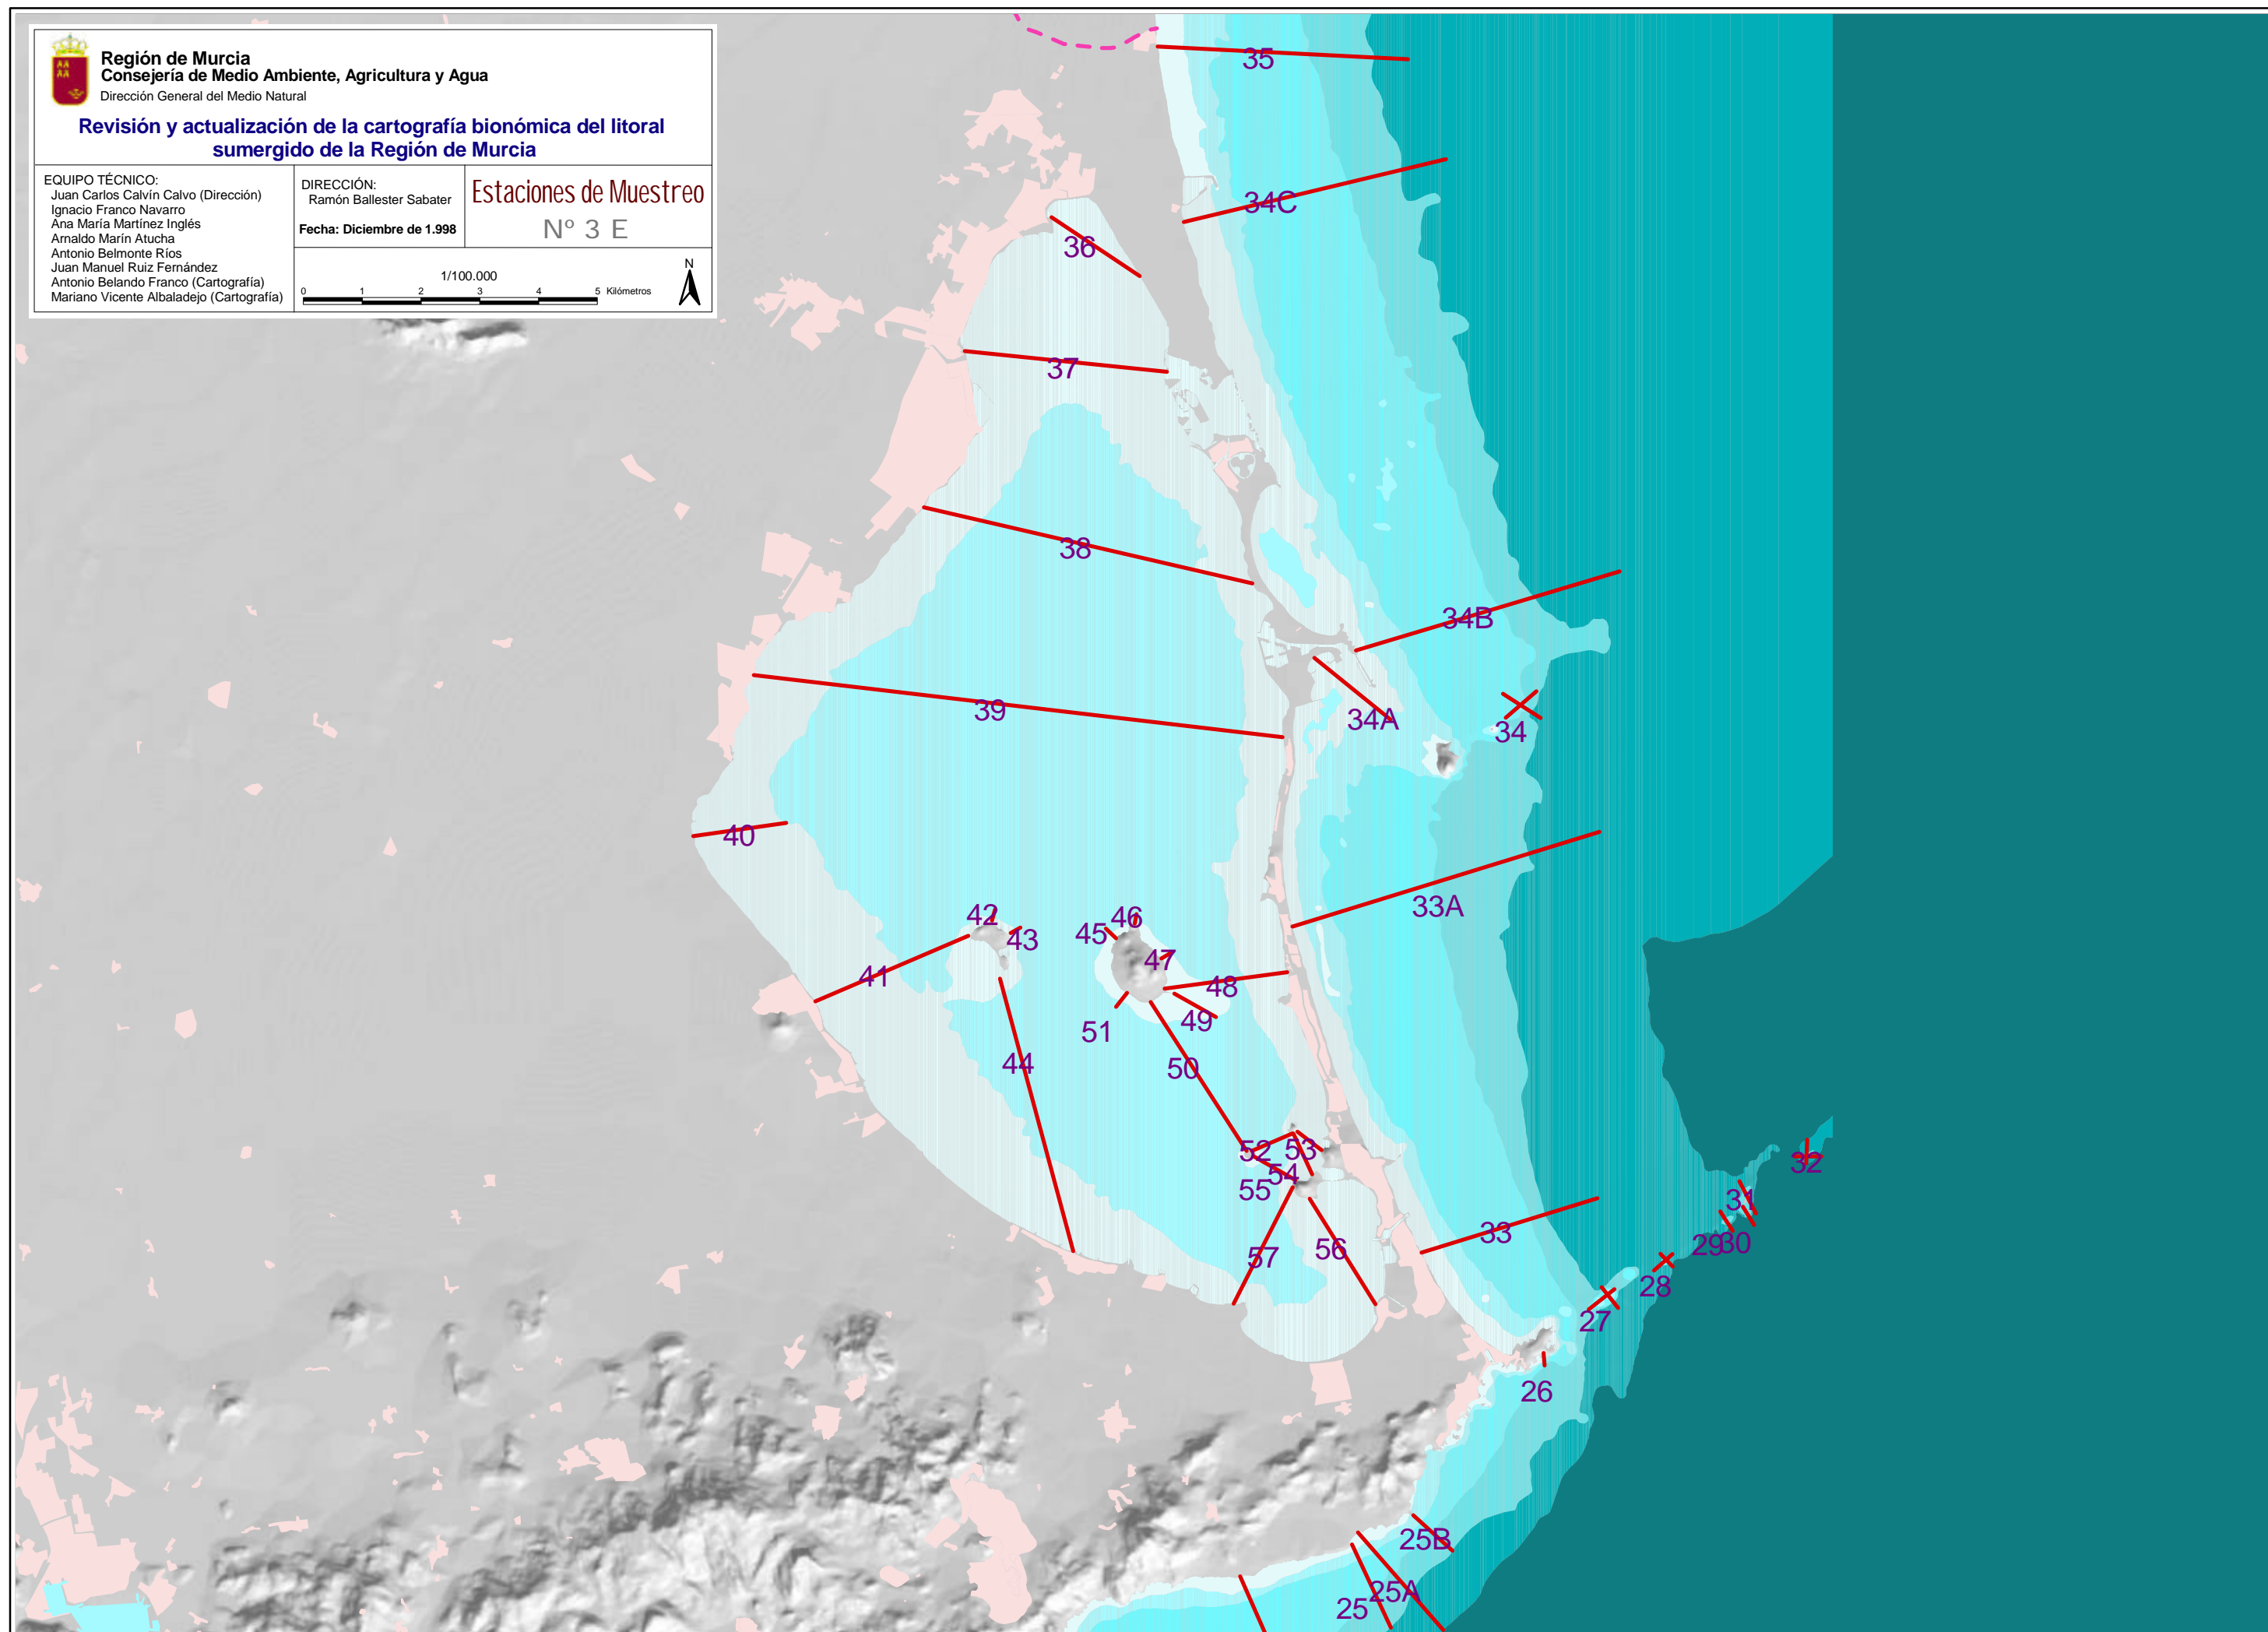 Región de Murcia
Consejería de Medio Ambiente, Agricultura y Agua
Dirección General del Medio Natural
Revisión y actualización de la cartografía bionómica del litoral
sumergido de la Región de Murcia
EQUIPO TÉCNICO:
Juan Carlos Calvín Calvo (Dirección)
Ignacio Franco Navarro
Ana María Martínez Inglés
Arnaldo Marín Atucha
Antonio Belmonte Ríos
Juan Manuel Ruiz Fernández
Antonio Belando Franco (Cartografía)
Mariano Vicente Albaladejo (Cartografía)
DIRECCIÓN:
Ramón Ballester Sabater
Fecha: Diciembre de 1.998
Estaciones de Muestreo
Nº 3 E
1/100.000
0 1 2 3 4 5 Kilómetros
N
35
34C
36
37
38
34B
39
34A
34
40
33A
42
43
46
45
47
41
48
49
51
44
50
52
53
54
55
32
31
33
56
57
29
30
28
27
26
25B
25A
25